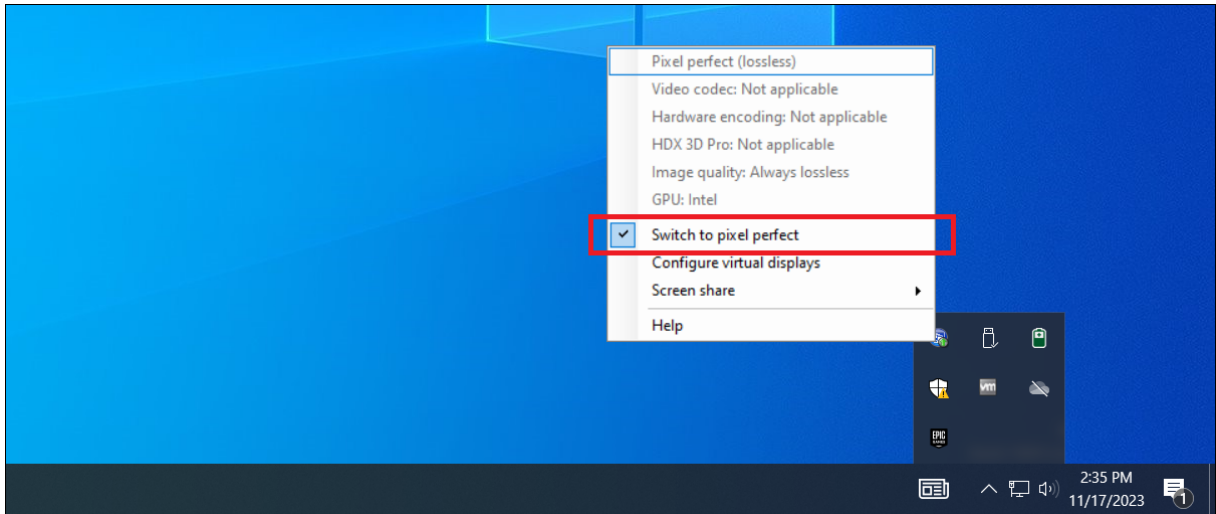 Pixel perfect (lossless)
Video codec: Not applicable
Hardware encoding: Not applicable
HDX 3D Pro: Not applicable
Image quality: Always lossless
GPU: Intel
Switch to pixel perfect
Configure virtual displays
Screen share
Help
vm
EPIC
GAMES
2:35 PM
11/17/2023
1